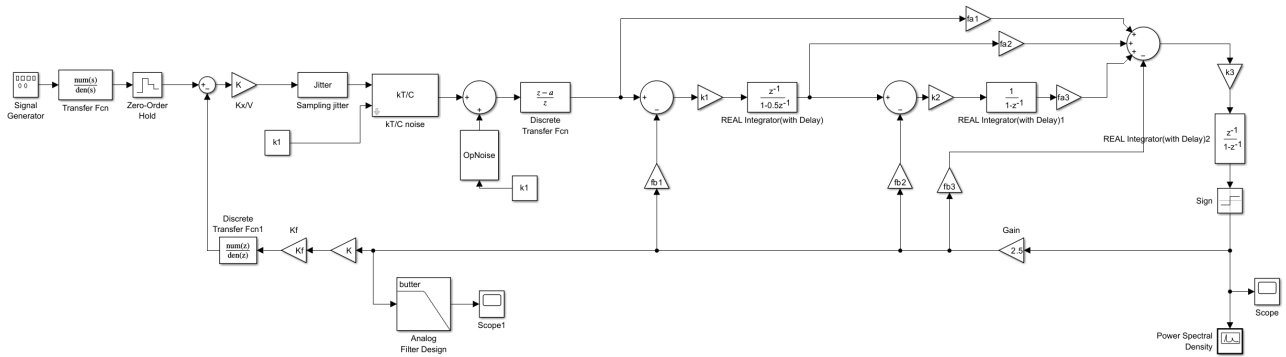 fa1
fa2
k3
Signal
Generator
num(s)
den(s)
Transfer Fcn
Zero-Order
Hold
K
Kx/V
Jitter
Sampling jitter
kT/C
kT/C noise
k1
OpNoise
k1
z − a
z
Discrete
Transfer Fcn
k1
z-1
1-0.5z-1
REAL Integrator(with Delay)
k2
1
1-z-1
REAL Integrator(with Delay)1
fa3
REAL Integrator(with Delay)2
z-1
1-z-1
fb1
fb2
fb3
Sign
Discrete
Transfer Fcn1
num(z)
den(z)
Kf
Kf
K
Gain
2.5
butter
Analog
Filter Design
Scope1
Scope
Power Spectral
Density